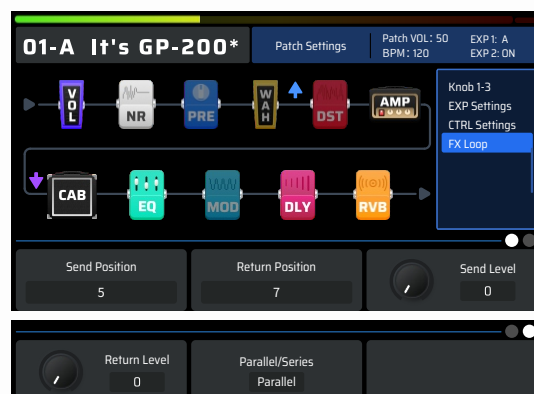 01-A It's GP-200*
Patch Settings
Patch VOL: 50
BPM: 120
EXP 1: A
EXP 2: ON
VOL
NR
PRE
WAH
DST
AMP
CAB
EQ
MOD
DLY
RVB
Knob 1-3
EXP Settings
CTRL Settings
FX Loop
Send Position
5
Return Position
7
Send Level
0
Return Level
0
Parallel/Series
Parallel